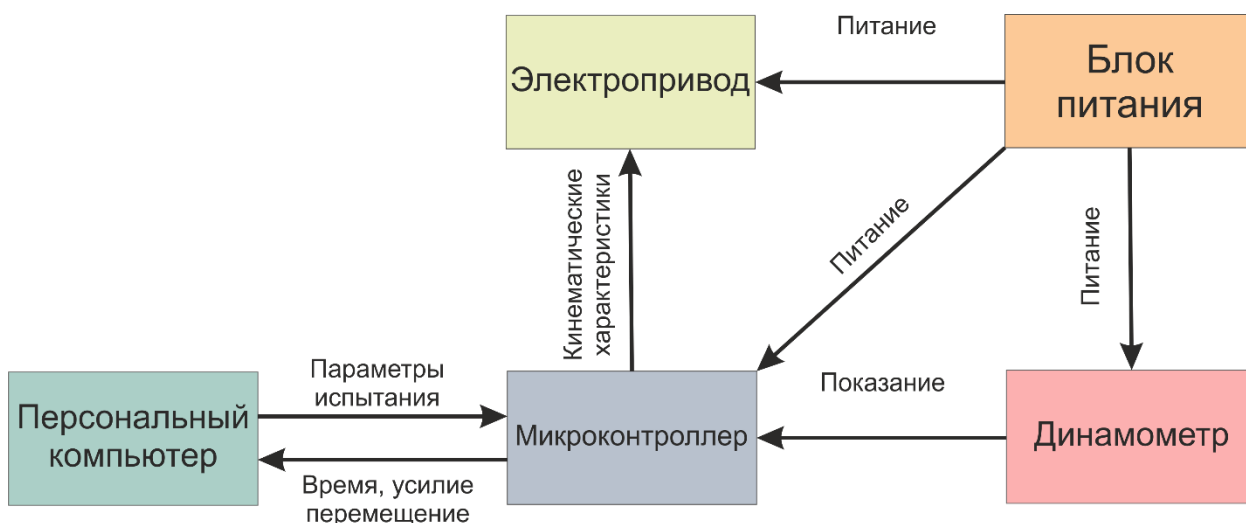 Питание
Электропривод
Блок
питания
Кинематические
характеристики
Питание
Питание
Параметры
испытания
Показание
Персональный
компьютер
Микроконтроллер
Динамометр
Время, усилие
перемещение